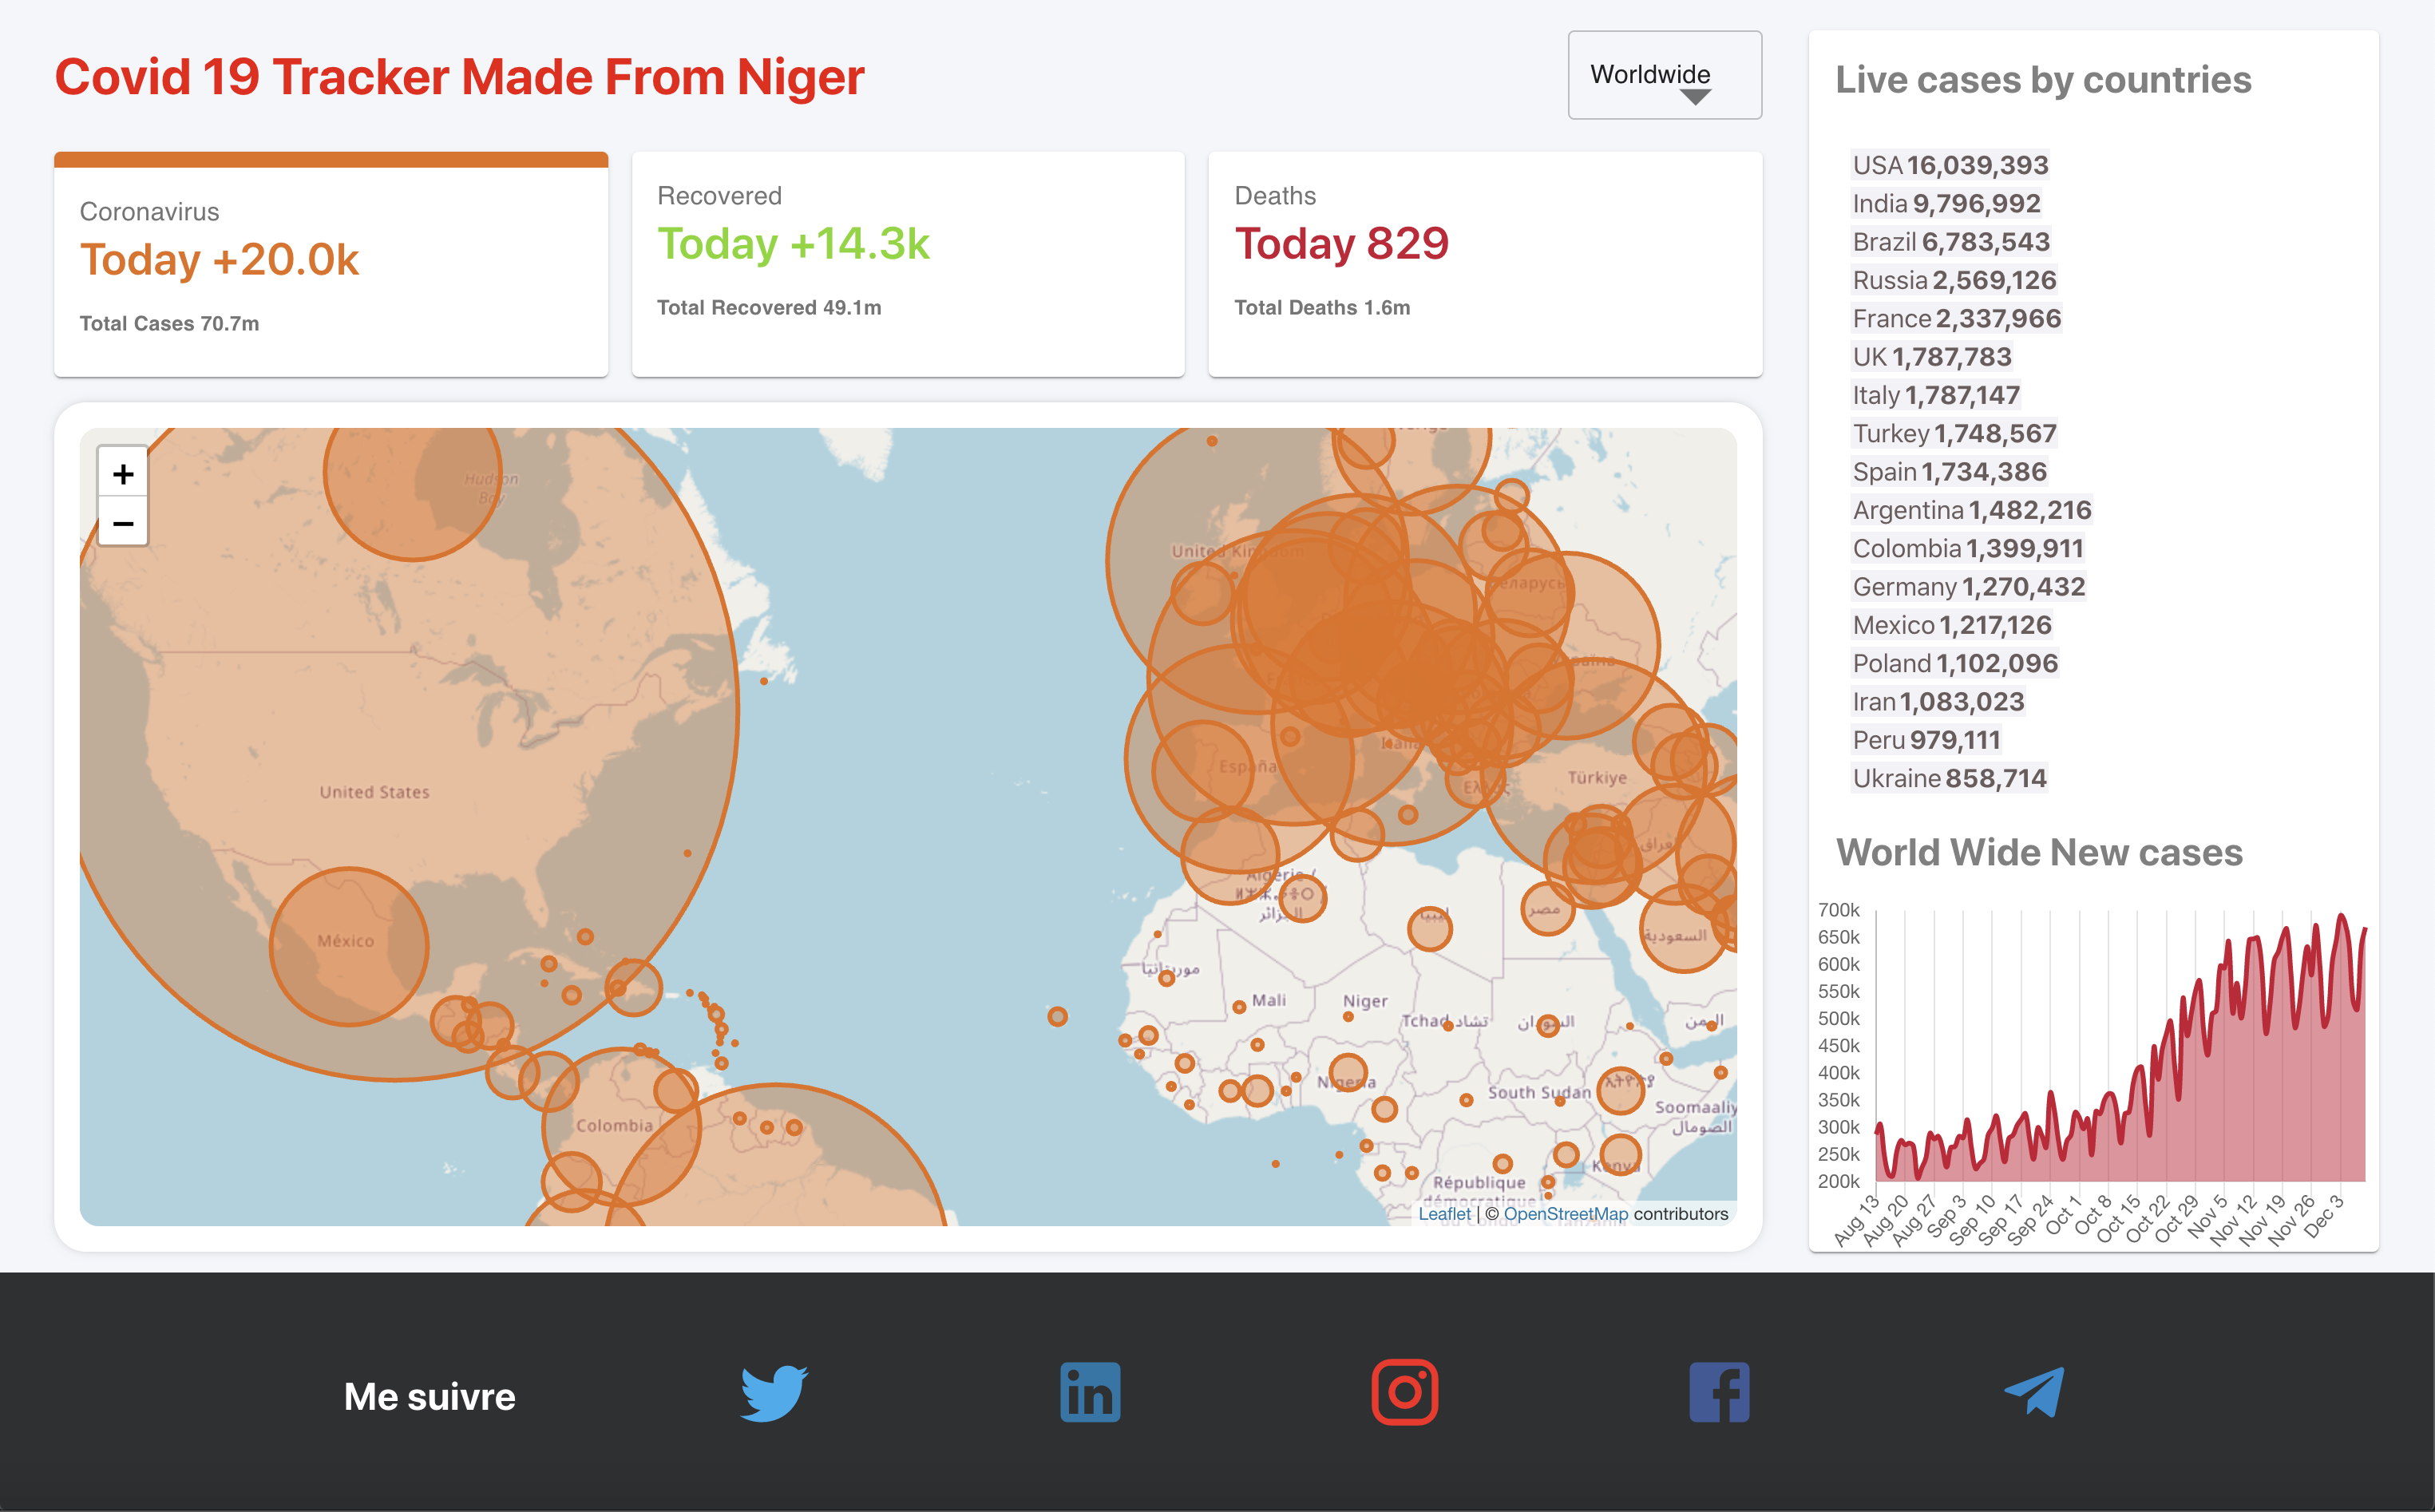 Covid 19 Tracker Made From Niger
Worldwide
Coronavirus
Today +20.0k
Total Cases 70.7m
Recovered
Today +14.3k
Total Recovered 49.1m
Deaths
Today 829
Total Deaths 1.6m
+
−
Hudson
Bay
United Kingdom
United States
México
España
Türkiye
Italia
Mali
Niger
Tchad تشاد
السودان
اليمن
موريتانيا
مصر
ليبيا
السعودية
Nigeria
South Sudan
Soomaaliy
الصومال
Colombia
Kenya
République
démocratique
Leaflet | © OpenStreetMap contributors
Live cases by countries
USA 16,039,393
India 9,796,992
Brazil 6,783,543
Russia 2,569,126
France 2,337,966
UK 1,787,783
Italy 1,787,147
Turkey 1,748,567
Spain 1,734,386
Argentina 1,482,216
Colombia 1,399,911
Germany 1,270,432
Mexico 1,217,126
Poland 1,102,096
Iran 1,083,023
Peru 979,111
Ukraine 858,714
World Wide New cases
700k
650k
600k
550k
500k
450k
400k
350k
300k
250k
200k
Aug 13
Aug 20
Aug 27
Sep 3
Sep 10
Sep 17
Sep 24
Oct 1
Oct 8
Oct 15
Oct 22
Oct 29
Nov 5
Nov 12
Nov 19
Nov 26
Dec 3
Me suivre